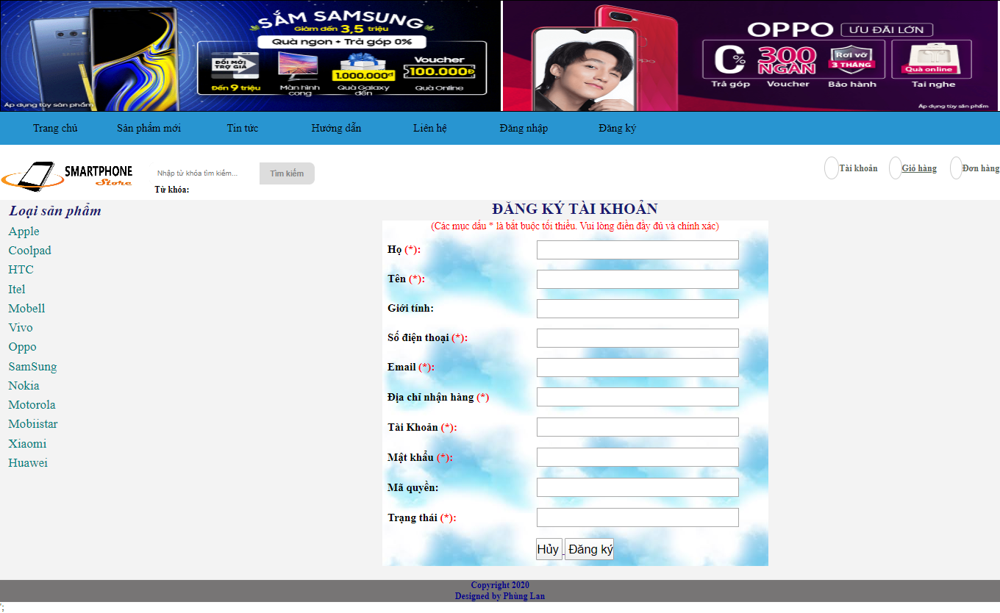 SẮM SAMSUNG
Giảm đến 3,5 triệu
Quà ngon + Trả góp 0%
ĐỔI MỚI
TRỢ GIÁ
Đến 9 triệu
Màn hình
cong
1.000.000đ
Quà Galaxy
đến
Voucher
100.000Đ
Quà Online
Áp dụng tùy sản phẩm
OPPO ƯU ĐÃI LỚN
0%
Trả góp
300
NGÀN
Voucher
Rơi vỡ
3 THÁNG
Bảo hành
Quà online
Tai nghe
Áp dụng tùy sản phẩm
Trang chủ Sản phẩm mới Tin tức Hướng dẫn Liên hệ Đăng nhập Đăng ký
SMARTPHONE
Store
Nhập từ khóa tìm kiếm... Tìm kiếm
Từ khóa:
Tài khoản Giỏ hàng Đơn hàng
Loại sản phẩm
Apple
Coolpad
HTC
Itel
Mobell
Vivo
Oppo
SamSung
Nokia
Motorola
Mobiistar
Xiaomi
Huawei
ĐĂNG KÝ TÀI KHOẢN
(Các mục dấu * là bắt buộc tối thiểu. Vui lòng điền đầy đủ và chính xác)
Họ (*):
Tên (*):
Giới tính:
Số điện thoại (*):
Email (*):
Địa chỉ nhận hàng (*)
Tài Khoản (*):
Mật khẩu (*):
Mã quyền:
Trạng thái (*):
Hủy Đăng ký
Copyright 2020
Designed by Phùng Lan
';